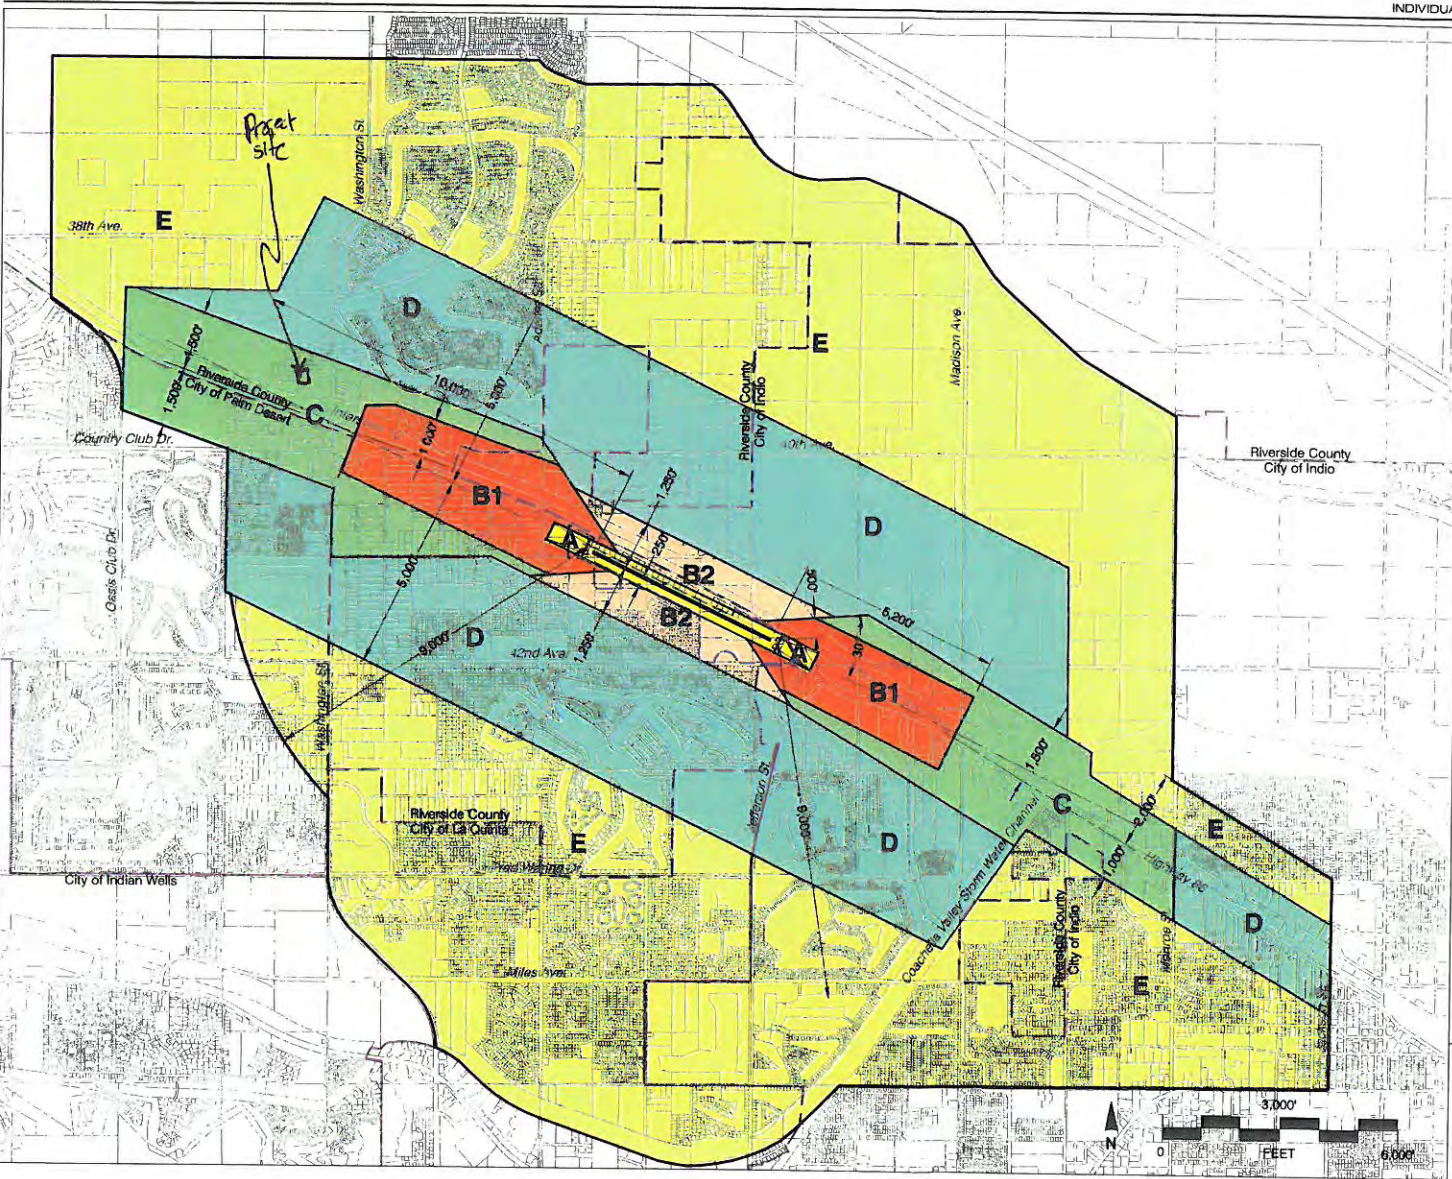 INDIVIDUA
Project
site
Washington St.
38th Ave.
E
D
E
Madison Ave.
1,500'
1,500'
Riverside County
City of Palm Desert
C
10,000'
5,000'
Riverside County
City of Indio
40th Ave.
Riverside County
City of Indio
Country Club Dr.
1,000'
B1
1,250'
D
Oasis Club Dr.
A
250'
B2
500'
5,000'
B2
6,200'
D
9,000'
42nd Ave.
1,250'
A
B1
Washington St.
1,500'
Jefferson St.
C
2,000'
Riverside County
City of La Quinta
E
9,000'
D
E
Fred Waring Dr.
Coachella Valley Storm Water Channel
1,000'
Highway 86
City of Indian Wells
Riverside County
City of Indio
Monroe St.
D
Miles Ave.
E
N
3,000'
0
FEET
6,000'